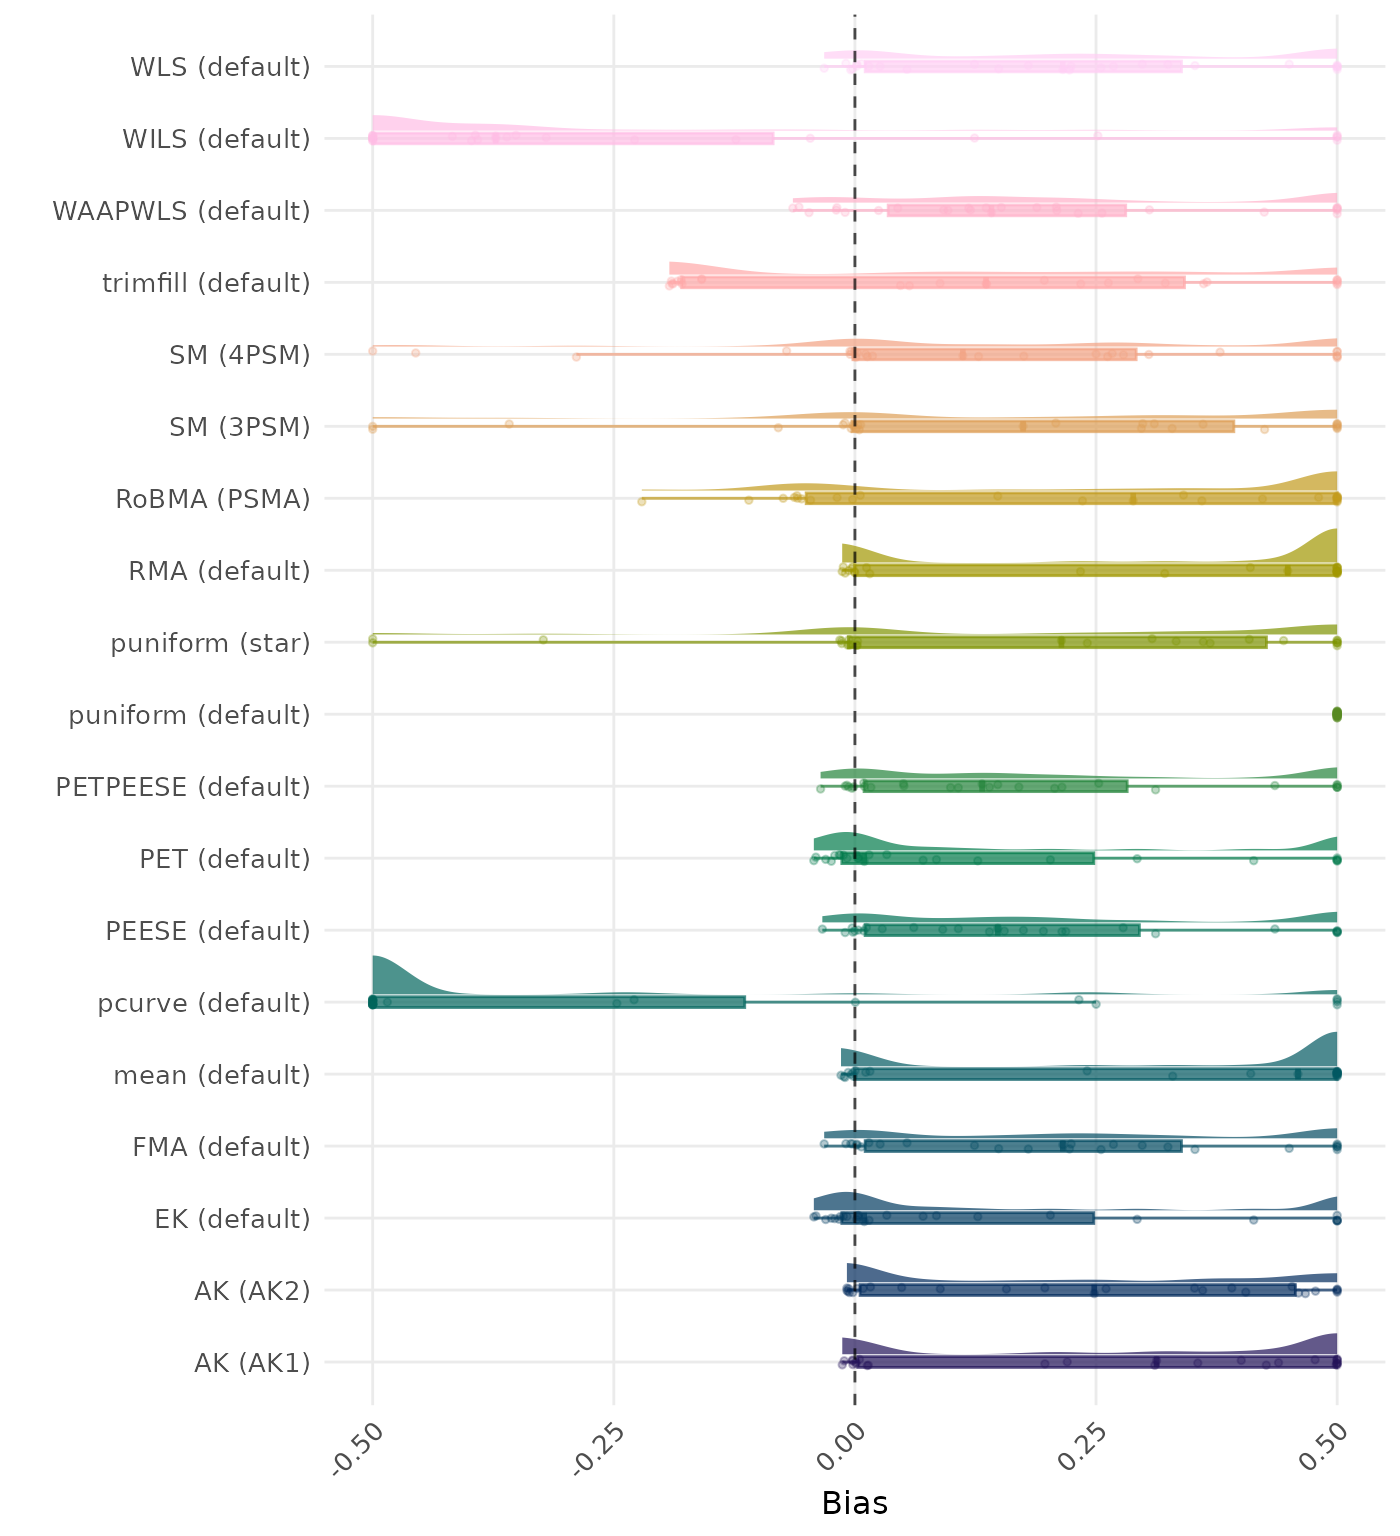 WLS (default)
WILS (default)
WAAPWLS (default)
trimfill (default)
SM (4PSM)
SM (3PSM)
RoBMA (PSMA)
RMA (default)
puniform (star)
puniform (default)
PETPEESE (default)
PET (default)
PEESE (default)
pcurve (default)
mean (default)
FMA (default)
EK (default)
AK (AK2)
AK (AK1)
-0.50
-0.25
0.00
0.25
0.50
Bias